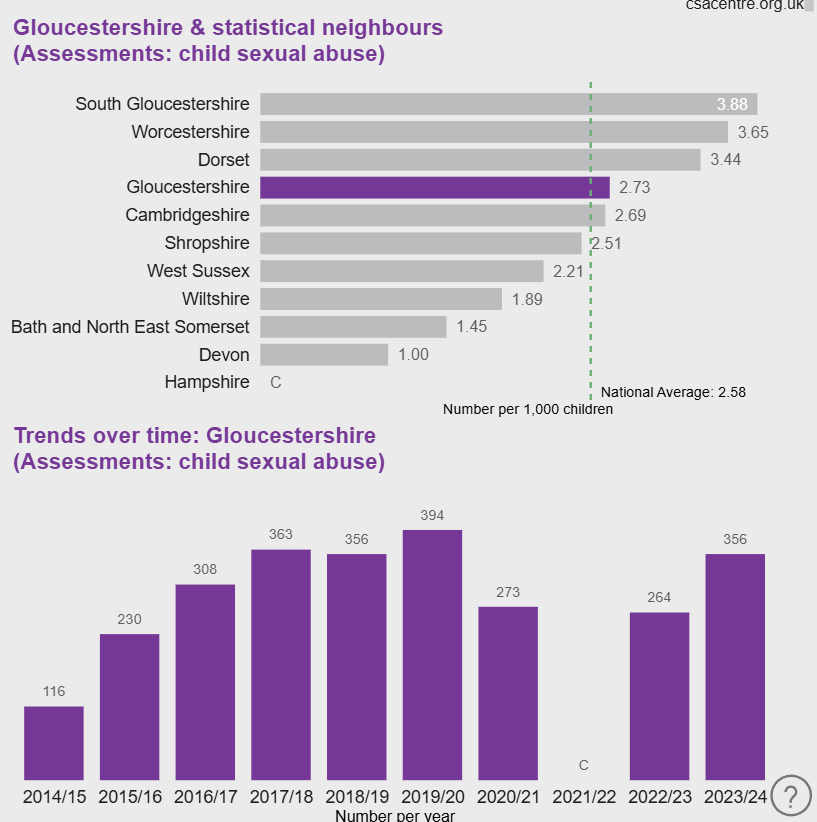 csacentre.org.uk
Gloucestershire & statistical neighbours
(Assessments: child sexual abuse)
South Gloucestershire 3.88
Worcestershire 3.65
Dorset 3.44
Gloucestershire 2.73
Cambridgeshire 2.69
Shropshire 2.51
West Sussex 2.21
Wiltshire 1.89
Bath and North East Somerset 1.45
Devon 1.00
Hampshire C
National Average: 2.58
Number per 1,000 children
Trends over time: Gloucestershire
(Assessments: child sexual abuse)
116 230 308 363 356 394 273 C 264 356
2014/15 2015/16 2016/17 2017/18 2018/19 2019/20 2020/21 2021/22 2022/23 2023/24
Number per year
?